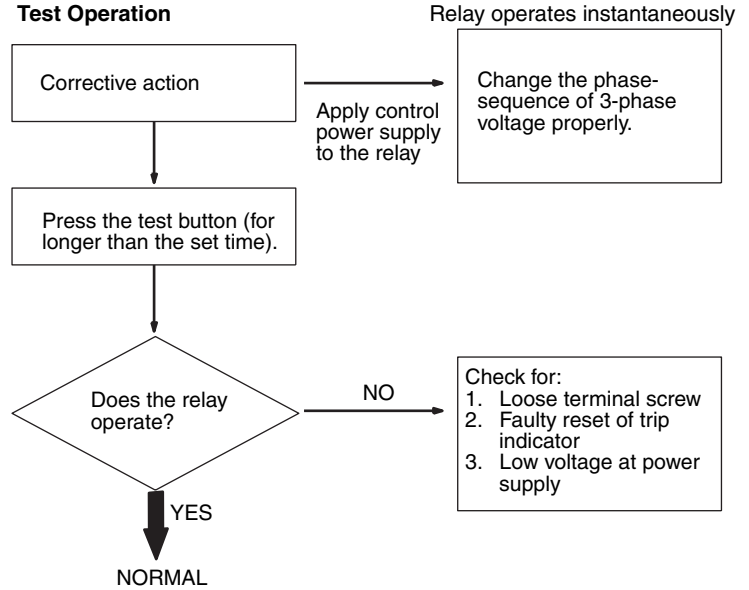 Test Operation
Relay operates instantaneously
Corrective action
Apply control
power supply
to the relay
Change the phase-
sequence of 3-phase
voltage properly.
Press the test button (for
longer than the set time).
Does the relay
operate?
NO
Check for:
1. Loose terminal screw
2. Faulty reset of trip
indicator
3. Low voltage at power
supply
YES
NORMAL